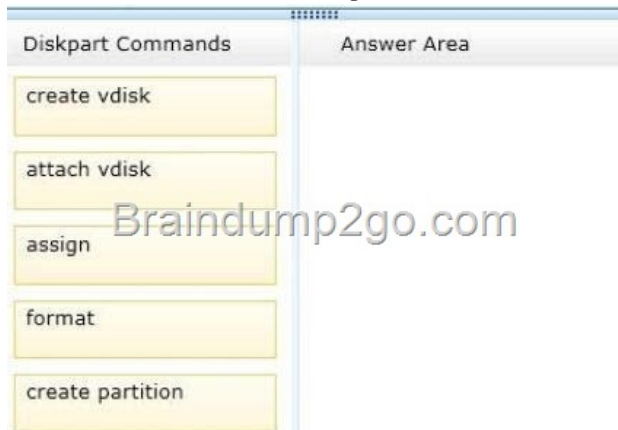 Diskpart Commands
Answer Area
create vdisk
attach vdisk
Braindump2go.com
assign
format
create partition